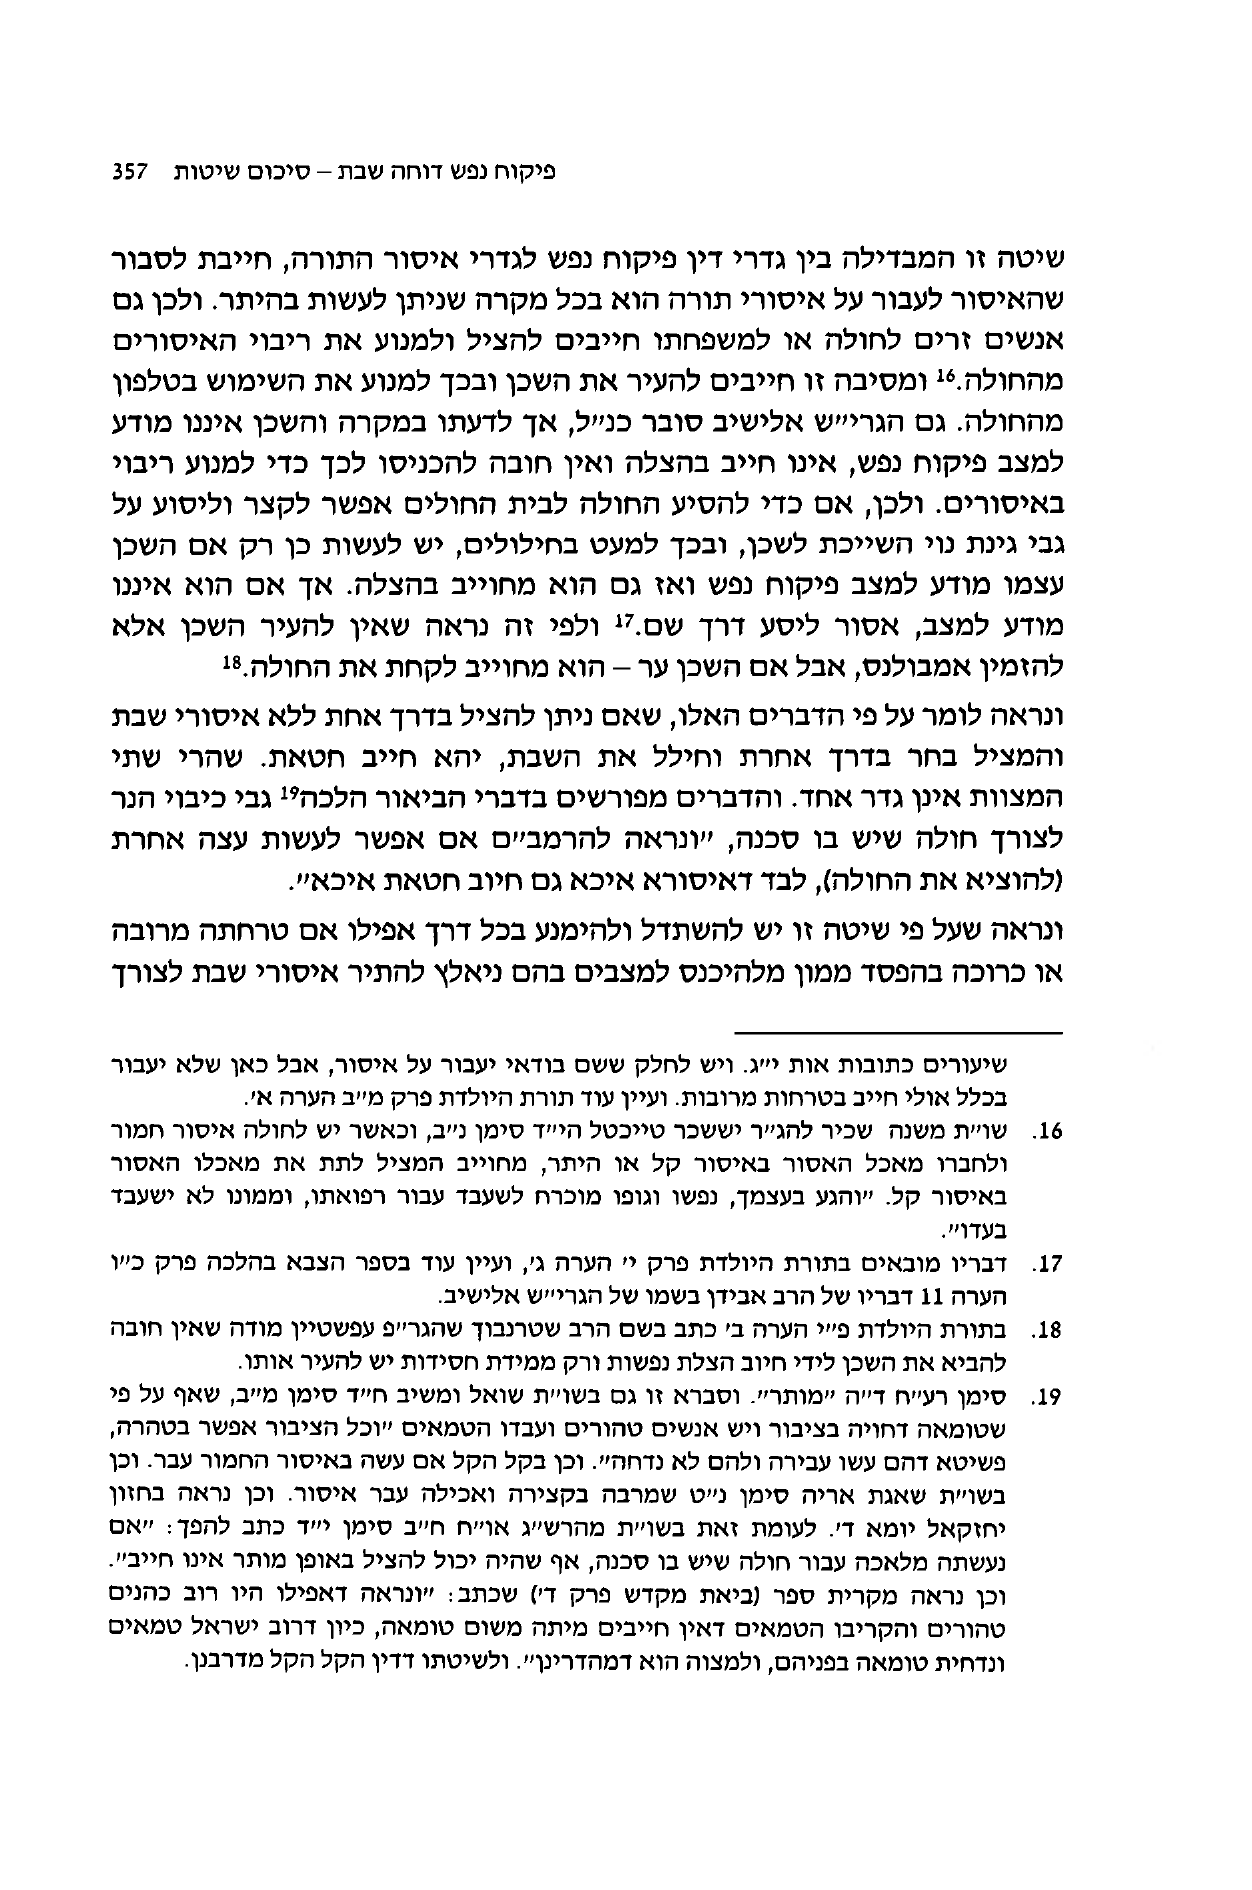 פיקוח נפש דוחה שבת – סיכום שיטות 357
שיטה זו המבדילה בין גדרי דין פיקוח נפש לגדרי איסור התורה, חייבת לסבור
שהאיסור לעבור על איסורי תורה הוא בכל מקרה שניתן לעשות בהיתר. ולכן גם
אנשים זרים לחולה או למשפחתו חייבים להציל ולמנוע את ריבוי האיסורים
מהחולה.16 ומסיבה זו חייבים להעיר את השכן ובכך למנוע את השימוש בטלפון
מהחולה. גם הגרי״ש אלישיב סובר כנ״ל, אך לדעתו במקרה והשכן איננו מודע
למצב פיקוח נפש, אינו חייב בהצלה ואין חובה להכניסו לכך כדי למנוע ריבוי
באיסורים. ולכן, אם כדי להסיע החולה לבית החולים אפשר לקצר וליסוע על
גבי גינת נוי השייכת לשכן, ובכך למעט בחילולים, יש לעשות כן רק אם השכן
עצמו מודע למצב פיקוח נפש ואז גם הוא מחוייב בהצלה. אך אם הוא איננו
מודע למצב, אסור ליסע דרך שם.17 ולפי זה נראה שאין להעיר השכן אלא
להזמין אמבולנס, אבל אם השכן ער – הוא מחוייב לקחת את החולה.18
ונראה לומר על פי הדברים האלו, שאם ניתן להציל בדרך אחת ללא איסורי שבת
והמציל בחר בדרך אחרת וחילל את השבת, יהא חייב חטאת. שהרי שתי
המצוות אינן גדר אחד. והדברים מפורשים בדברי הביאור הלכה19 גבי כיבוי הנר
לצורך חולה שיש בו סכנה, ״ונראה להרמב״ם אם אפשר לעשות עצה אחרת
(להוציא את החולה), לבד דאיסורא איכא גם חיוב חטאת איכא״.
ונראה שעל פי שיטה זו יש להשתדל ולהימנע בכל דרך אפילו אם טרחתה מרובה
או כרוכה בהפסד ממון מלהיכנס למצבים בהם ניאלץ להתיר איסורי שבת לצורך
שיעורים כתובות אות י״ג. ויש לחלק ששם בודאי יעבור על איסור, אבל כאן שלא יעבור
בכלל אולי חייב בטרחות מרובות. ועיין עוד תורת היולדת פרק מ״ב הערה א׳.
16. שו״ת משנה שכיר להג״ר יששכר טייכטל הי״ד סימן נ״ב, וכאשר יש לחולה איסור חמור
ולחברו מאכל האסור באיסור קל או היתר, מחוייב המציל לתת את מאכלו האסור
באיסור קל. ״והגע בעצמך, נפשו וגופו מוכרח לשעבד עבור רפואתו, וממונו לא ישעבד
בעדו״.
17. דבריו מובאים בתורת היולדת פרק י׳ הערה ג׳, ועיין עוד בספר הצבא בהלכה פרק כ״ו
הערה 11 דבריו של הרב אבידן בשמו של הגרי״ש אלישיב.
18. בתורת היולדת פ״י הערה ב׳ כתב בשם הרב שטרנבוך שהגר״פ עפשטיין מודה שאין חובה
להביא את השכן לידי חיוב הצלת נפשות ורק ממידת חסידות יש להעיר אותו.
19. סימן רע״ח ד״ה ״מותר״. וסברא זו גם בשו״ת שואל ומשיב ח״ד סימן מ״ב, שאף על פי
שטומאה דחויה בציבור ויש אנשים טהורים ועבדו הטמאים ״וכל הציבור אפשר בטהרה,
פשיטא דהם עשו עבירה ולהם לא נדחה״. וכן בקל הקל אם עשה באיסור החמור עבר. וכן
בשו״ת שאגת אריה סימן נ״ט שמרבה בקצירה ואכילה עבר איסור. וכן נראה בחזון
יחזקאל יומא ד׳. לעומת זאת בשו״ת מהרש״ג או״ח ח״ב סימן י״ד כתב להפך: ״אם
נעשתה מלאכה עבור חולה שיש בו סכנה, אף שהיה יכול להציל באופן מותר אינו חייב״.
וכן נראה מקרית ספר (ביאת מקדש פרק ד׳) שכתב: ״ונראה דאפילו היו רוב כהנים
טהורים והקריבו הטמאים דאין חייבים מיתה משום טומאה, כיון דרוב ישראל טמאים
ונדחית טומאה בפניהם, ולמצוה הוא דמהדרינן״. ולשיטתו דדין הקל הקל מדרבנן.